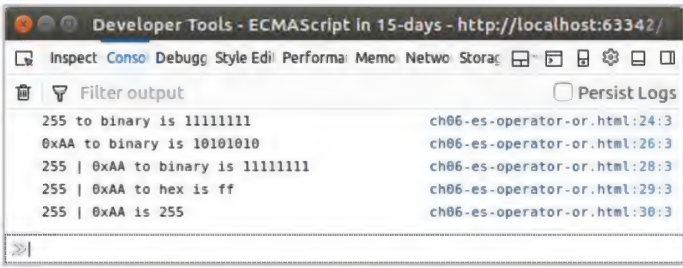 Developer Tools - ECMAScript in 15-days - http://localhost:63342/
Inspect Conso Debugg Style Edi Performa Memo Netwo Storag
Filter output Persist Logs
255 to binary is 11111111 ch06-es-operator-or.html:24:3
0xAA to binary is 10101010 ch06-es-operator-or.html:26:3
255 | 0xAA to binary is 11111111 ch06-es-operator-or.html:28:3
255 | 0xAA to hex is ff ch06-es-operator-or.html:29:3
255 | 0xAA is 255 ch06-es-operator-or.html:30:3